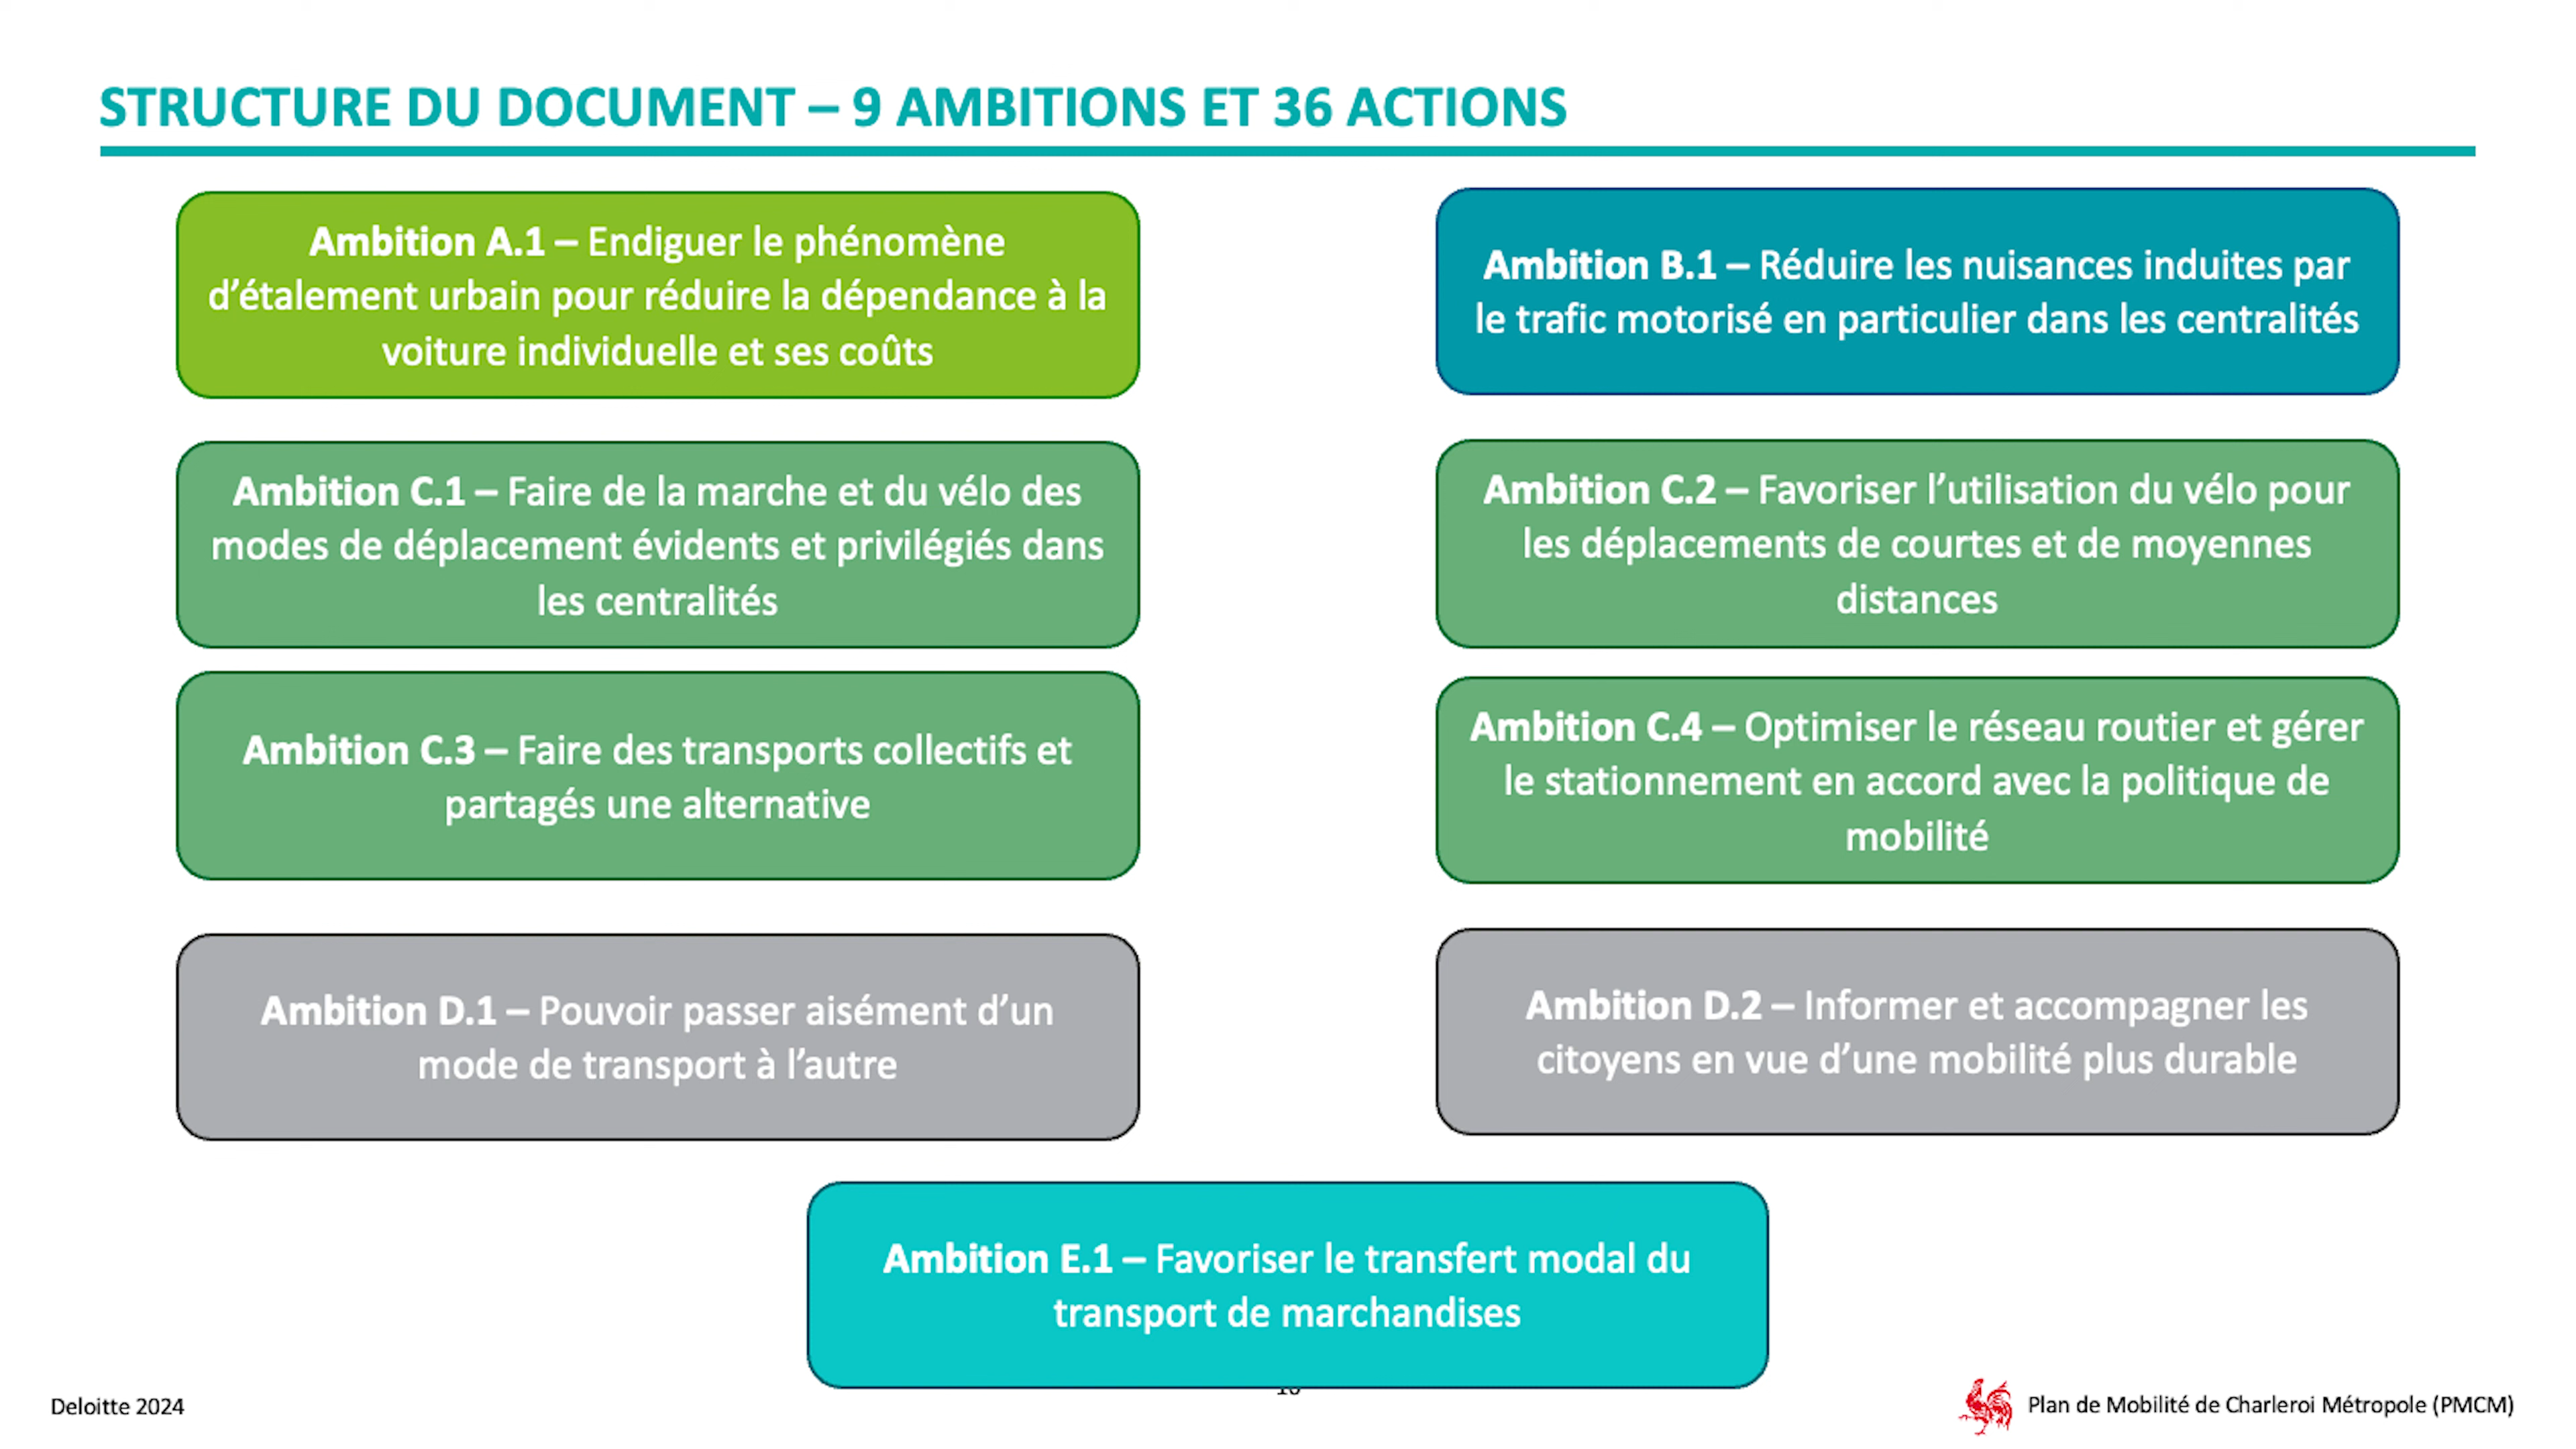 STRUCTURE DU DOCUMENT – 9 AMBITIONS ET 36 ACTIONS
Ambition A.1 – Endiguer le phénomène
d’étalement urbain pour réduire la dépendance à la
voiture individuelle et ses coûts
Ambition B.1 – Réduire les nuisances induites par
le trafic motorisé en particulier dans les centralités
Ambition C.1 – Faire de la marche et du vélo des
modes de déplacement évidents et privilégiés dans
les centralités
Ambition C.2 – Favoriser l’utilisation du vélo pour
les déplacements de courtes et de moyennes
distances
Ambition C.3 – Faire des transports collectifs et
partagés une alternative
Ambition C.4 – Optimiser le réseau routier et gérer
le stationnement en accord avec la politique de
mobilité
Ambition D.1 – Pouvoir passer aisément d’un
mode de transport à l’autre
Ambition D.2 – Informer et accompagner les
citoyens en vue d’une mobilité plus durable
Ambition E.1 – Favoriser le transfert modal du
transport de marchandises
Deloitte 2024
Plan de Mobilité de Charleroi Métropole (PMCM)